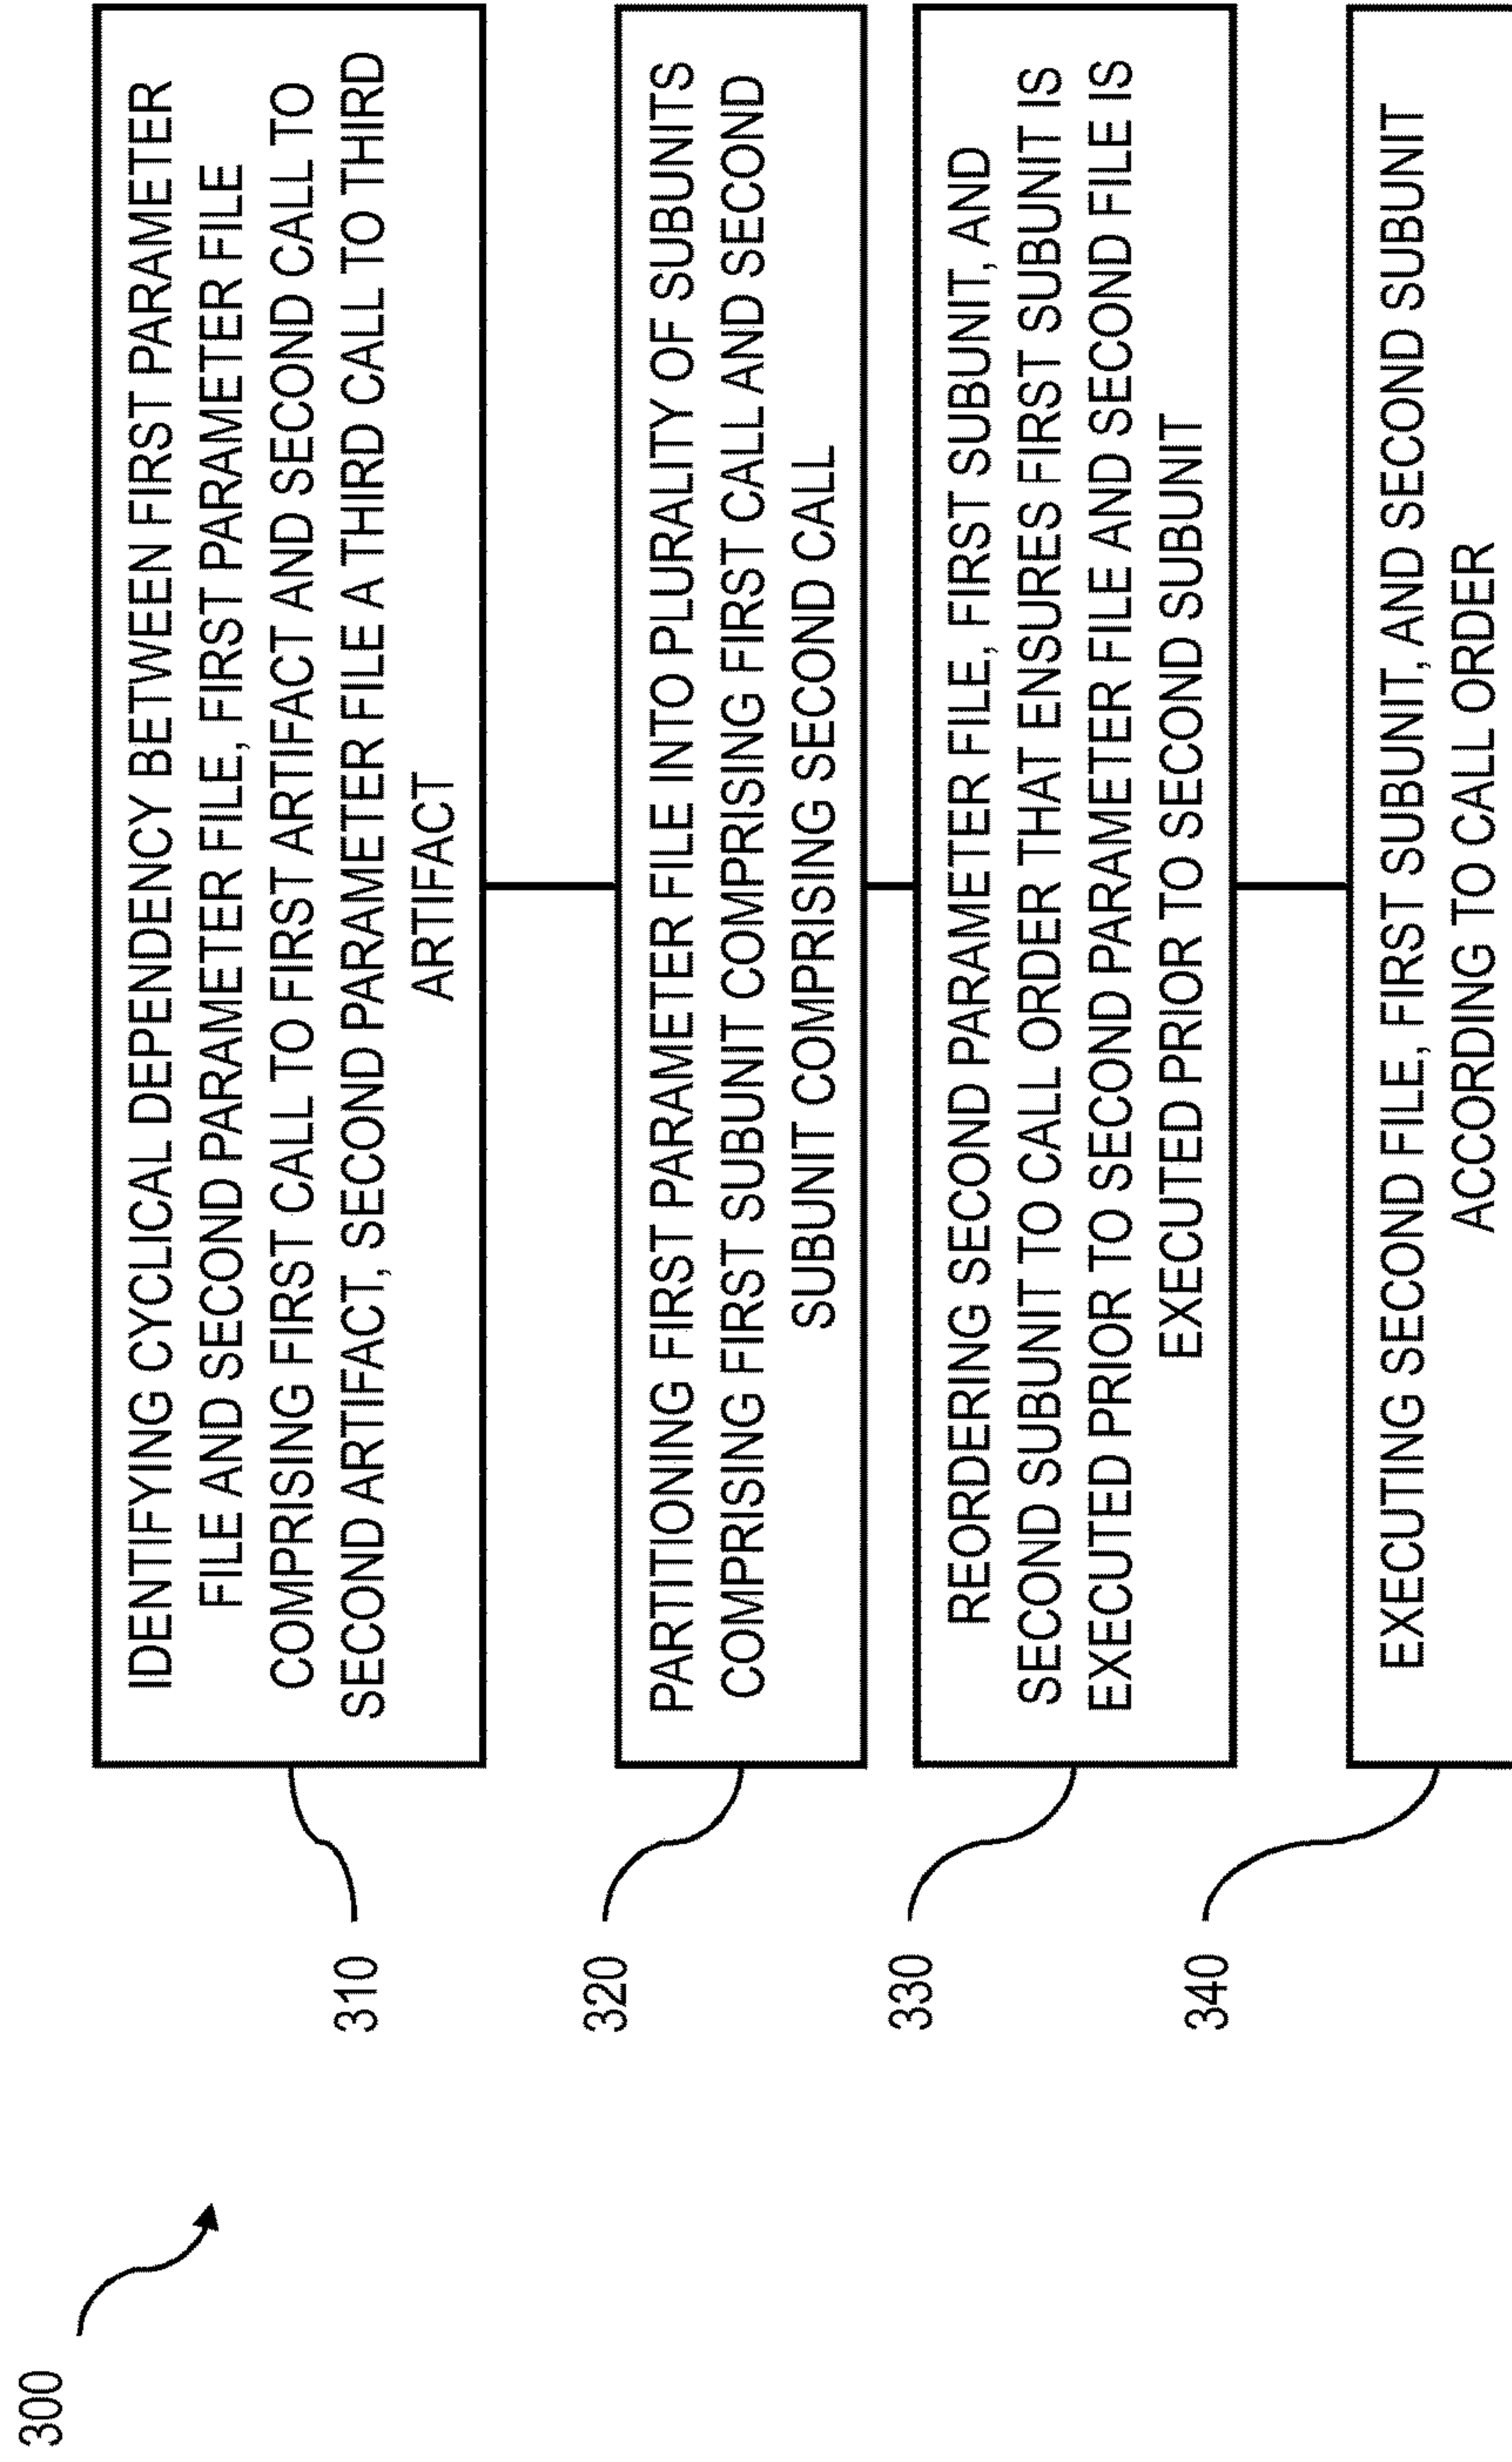 300
310
IDENTIFYING CYCLICAL DEPENDENCY BETWEEN FIRST PARAMETER
FILE AND SECOND PARAMETER FILE, FIRST PARAMETER FILE
COMPRISING FIRST CALL TO FIRST ARTIFACT AND SECOND CALL TO
SECOND ARTIFACT, SECOND PARAMETER FILE A THIRD CALL TO THIRD
ARTIFACT
320
PARTITIONING FIRST PARAMETER FILE INTO PLURALITY OF SUBUNITS
COMPRISING FIRST SUBUNIT COMPRISING FIRST CALL AND SECOND
SUBUNIT COMPRISING SECOND CALL
330
REORDERING SECOND PARAMETER FILE, FIRST SUBUNIT, AND
SECOND SUBUNIT TO CALL ORDER THAT ENSURES FIRST SUBUNIT IS
EXECUTED PRIOR TO SECOND PARAMETER FILE AND SECOND FILE IS
EXECUTED PRIOR TO SECOND SUBUNIT
340
EXECUTING SECOND FILE, FIRST SUBUNIT, AND SECOND SUBUNIT
ACCORDING TO CALL ORDER